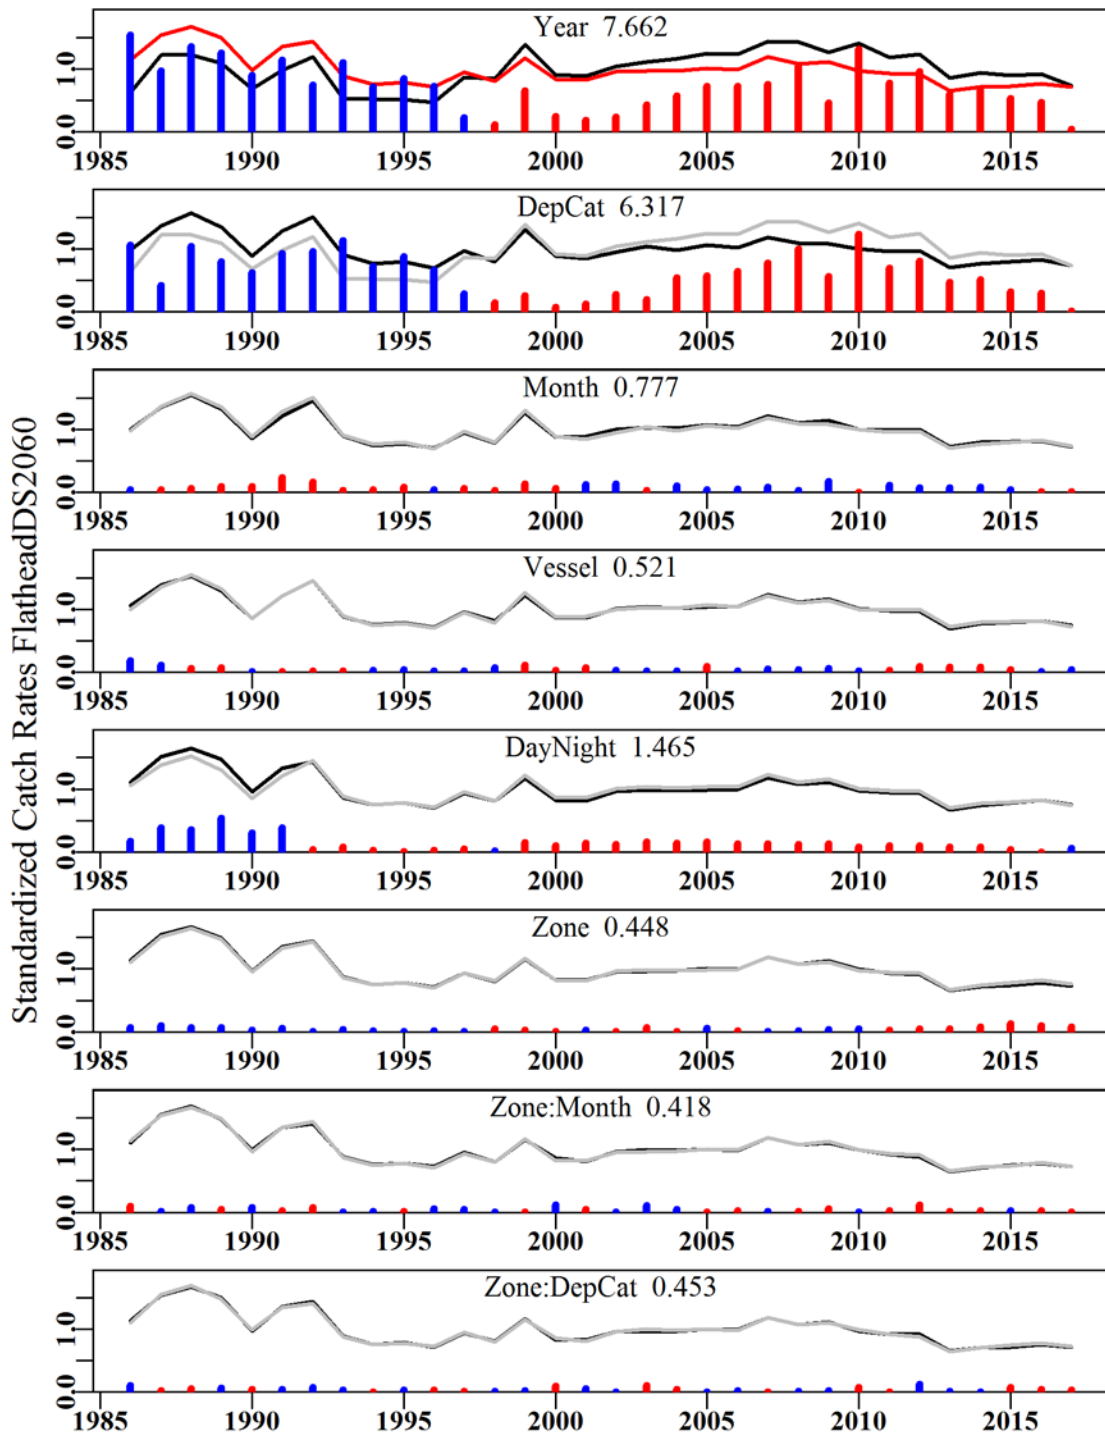 Standardized Catch Rates FlatheadDS2060
Year 7.662
0.0 1.0
1985 1990 1995 2000 2005 2010 2015
DepCat 6.317
0.0 1.0
1985 1990 1995 2000 2005 2010 2015
Month 0.777
0.0 1.0
1985 1990 1995 2000 2005 2010 2015
Vessel 0.521
0.0 1.0
1985 1990 1995 2000 2005 2010 2015
DayNight 1.465
0.0 1.0
1985 1990 1995 2000 2005 2010 2015
Zone 0.448
0.0 1.0
1985 1990 1995 2000 2005 2010 2015
Zone:Month 0.418
0.0 1.0
1985 1990 1995 2000 2005 2010 2015
Zone:DepCat 0.453
0.0 1.0
1985 1990 1995 2000 2005 2010 2015